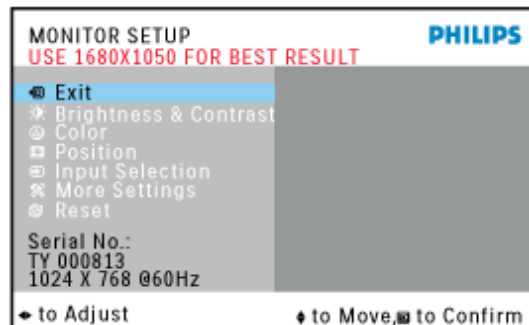 MONITOR SETUP
PHILIPS
USE 1680X1050 FOR BEST RESULT
Exit
Brightness & Contrast
Color
Position
Input Selection
More Settings
Reset
Serial No.:
TY 000813
1024 X 768 @60Hz
to Adjust
to Move, to Confirm